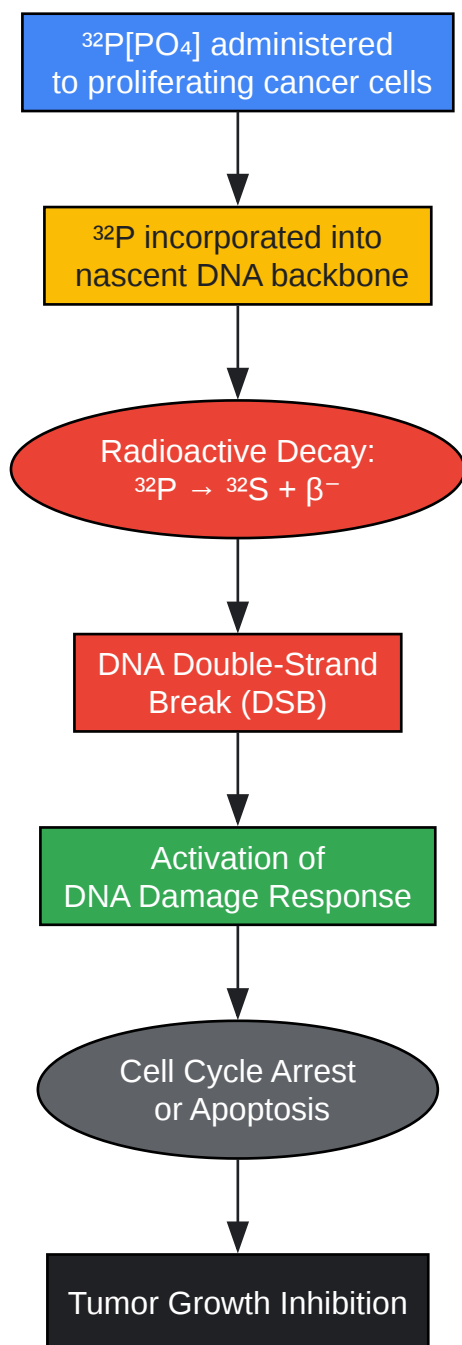 ³²P[PO₄] administered
to proliferating cancer cells
³²P incorporated into
nascent DNA backbone
Radioactive Decay:
³²P → ³²S + β⁻
DNA Double-Strand
Break (DSB)
Activation of
DNA Damage Response
Cell Cycle Arrest
or Apoptosis
Tumor Growth Inhibition